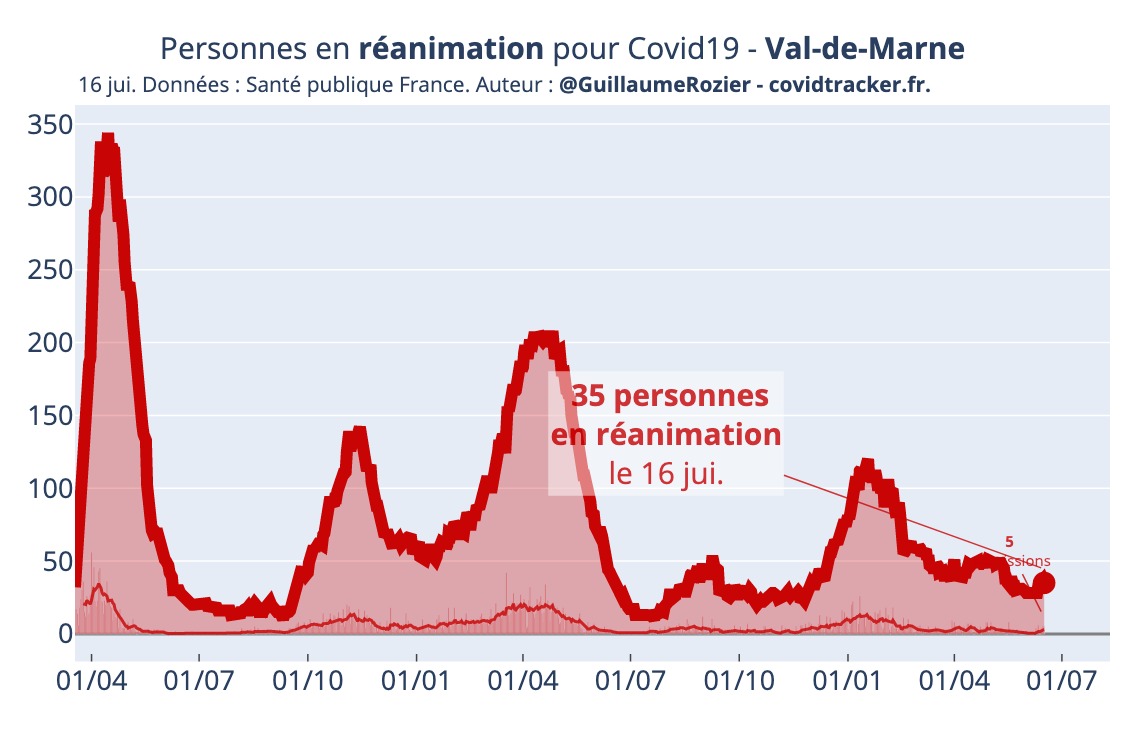 Personnes en réanimation pour Covid19 - Val-de-Marne
16 jui. Données : Santé publique France. Auteur : @GuillaumeRozier - covidtracker.fr.
350
300
250
200
150
100
50
0
35 personnes
en réanimation
le 16 jui.
5
ssions
01/04 01/07 01/10 01/01 01/04 01/07 01/10 01/01 01/04 01/07